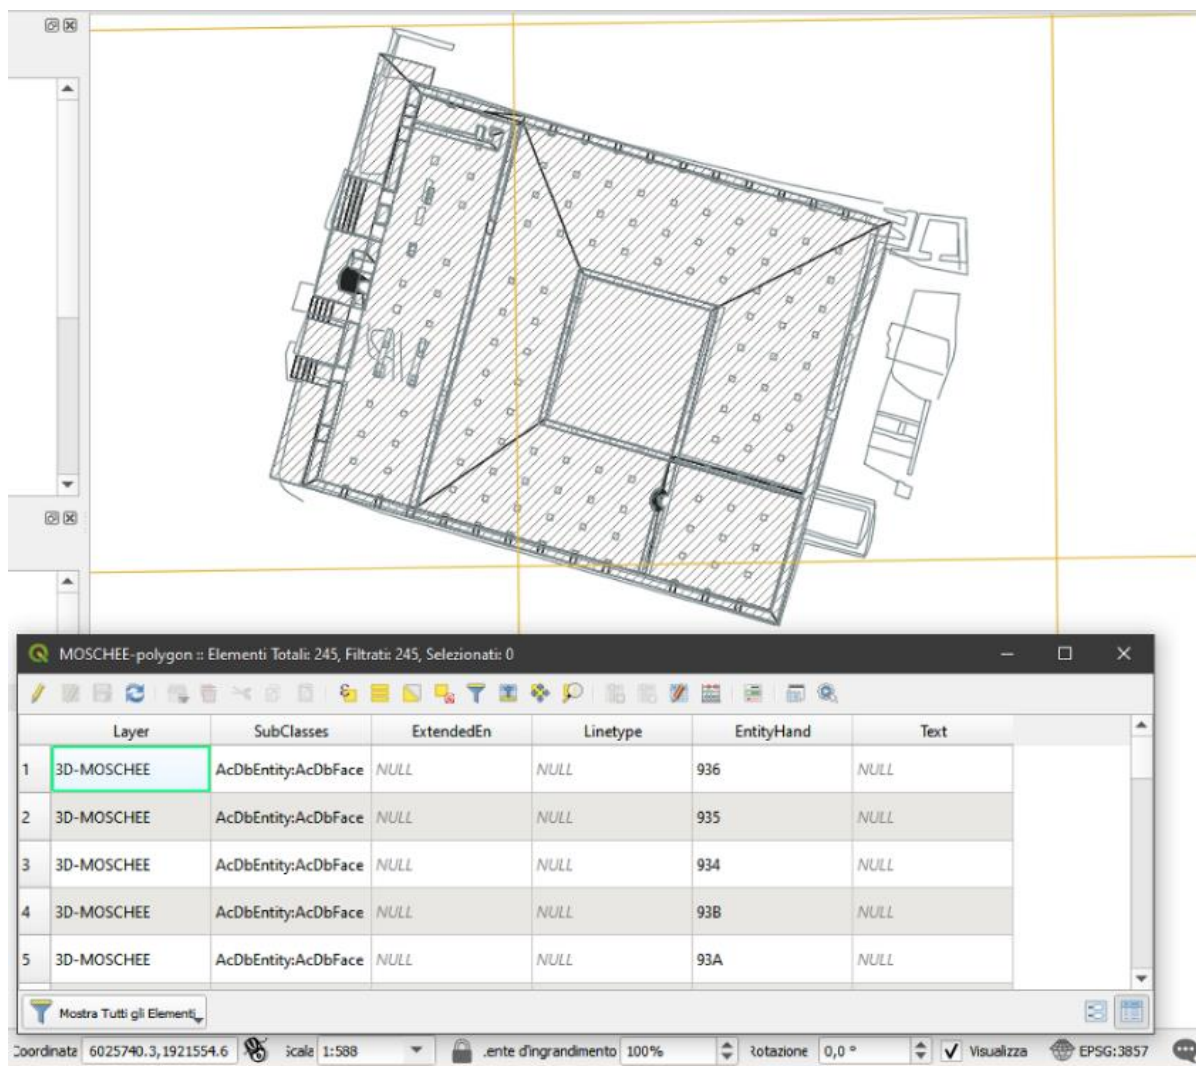 MOSCHEE-polygon :: Elementi Totali: 245, Filtrati: 245, Selezionati: 0
Layer SubClasses ExtendedEn Linetype EntityHand Text
1 3D-MOSCHEE AcDbEntity:AcDbFace NULL NULL 936 NULL
2 3D-MOSCHEE AcDbEntity:AcDbFace NULL NULL 935 NULL
3 3D-MOSCHEE AcDbEntity:AcDbFace NULL NULL 934 NULL
4 3D-MOSCHEE AcDbEntity:AcDbFace NULL NULL 93B NULL
5 3D-MOSCHEE AcDbEntity:AcDbFace NULL NULL 93A NULL
Mostra Tutti gli Elementi
Coordinata 6025740.3,1921554.6 Scala 1:588 Lente d'ingrandimento 100% Rotazione 0,0 ° Visualizza EPSG:3857